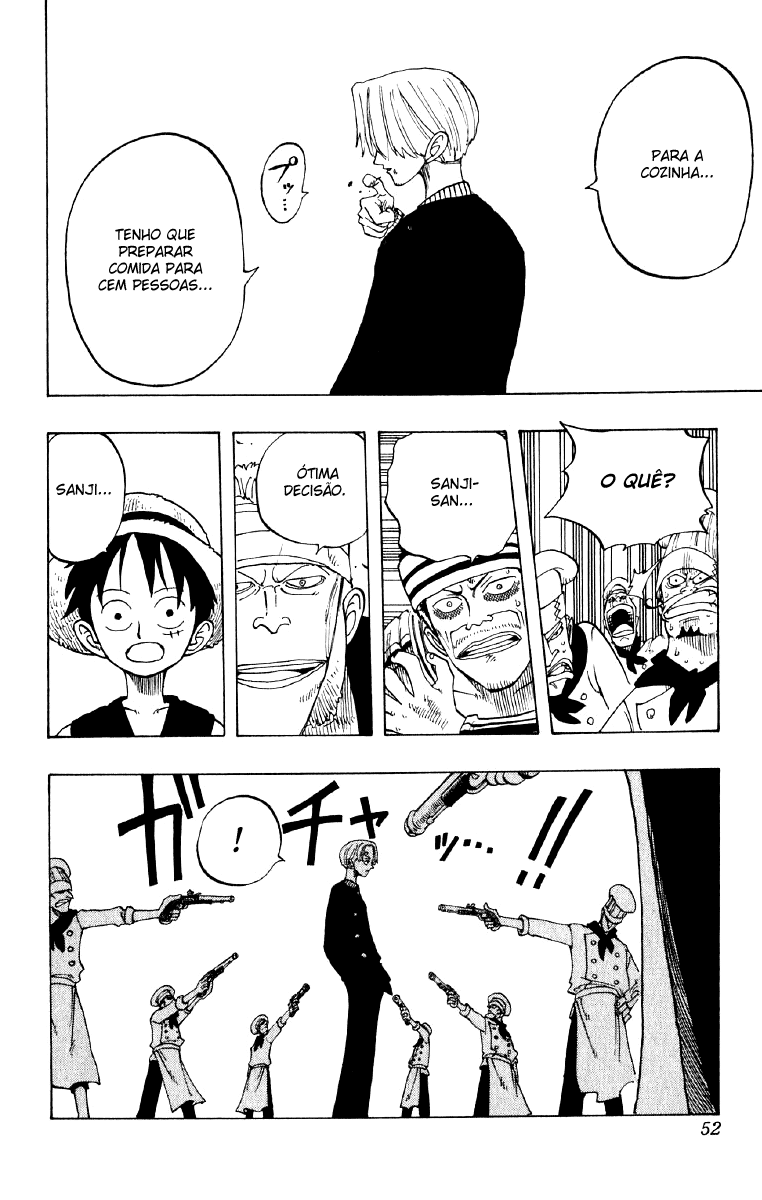 PARA A
COZINHA...
プッ…
TENHO QUE
PREPARAR
COMIDA PARA
CEM PESSOAS...
O QUÊ?
SANJI-
SAN...
ÓTIMA
DECISÃO.
SANJI...
ガチャッ…!!
!
52